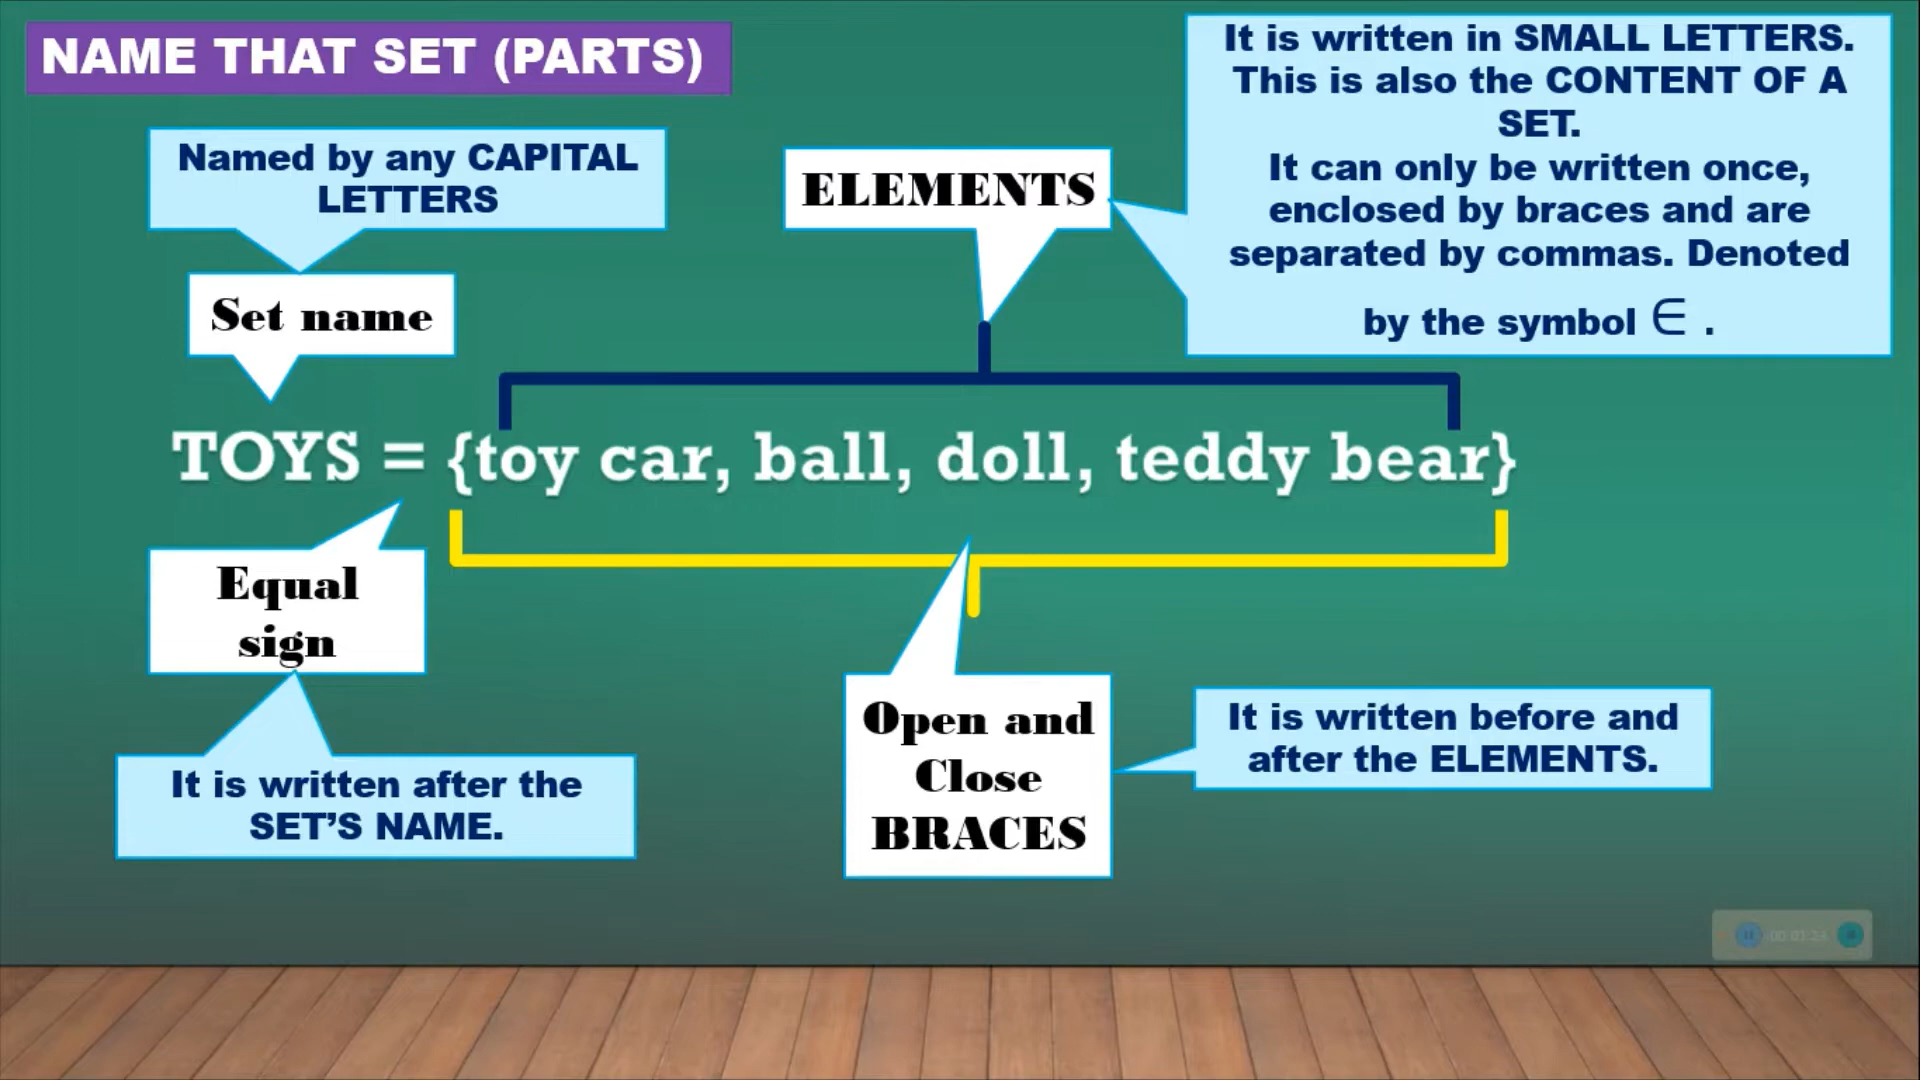 NAME THAT SET (PARTS)
Named by any CAPITAL
LETTERS
Set name
ELEMENTS
It is written in SMALL LETTERS.
This is also the CONTENT OF A
SET.
It can only be written once,
enclosed by braces and are
separated by commas. Denoted
by the symbol ∈ .
TOYS = {toy car, ball, doll, teddy bear}
Equal
sign
It is written after the
SET’S NAME.
Open and
Close
BRACES
It is written before and
after the ELEMENTS.